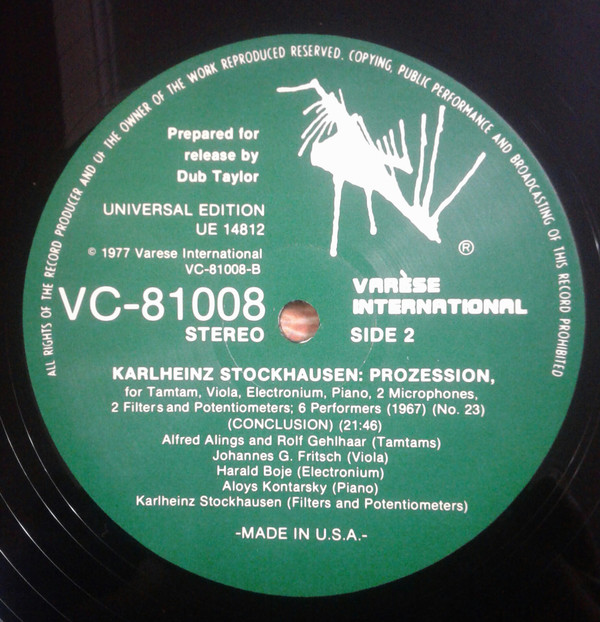 ALL RIGHTS OF THE RECORD PRODUCER AND OF THE OWNER OF THE WORK REPRODUCED RESERVED. COPYING, PUBLIC PERFORMANCE AND BROADCASTING OF THIS RECORD PROHIBITED
Prepared for
release by
Dub Taylor
UNIVERSAL EDITION
UE 14812
© 1977 Varese International
VC-81008-B
VC-81008
STEREO
®
VARÈSE
INTERNATIONAL
SIDE 2
KARLHEINZ STOCKHAUSEN: PROZESSION,
for Tamtam, Viola, Electronium, Piano, 2 Microphones,
2 Filters and Potentiometers; 6 Performers (1967) (No. 23)
(CONCLUSION) (21:46)
Alfred Alings and Rolf Gehlhaar (Tamtams)
Johannes G. Fritsch (Viola)
Harald Boje (Electronium)
Aloys Kontarsky (Piano)
Karlheinz Stockhausen (Filters and Potentiometers)
-MADE IN U.S.A.-